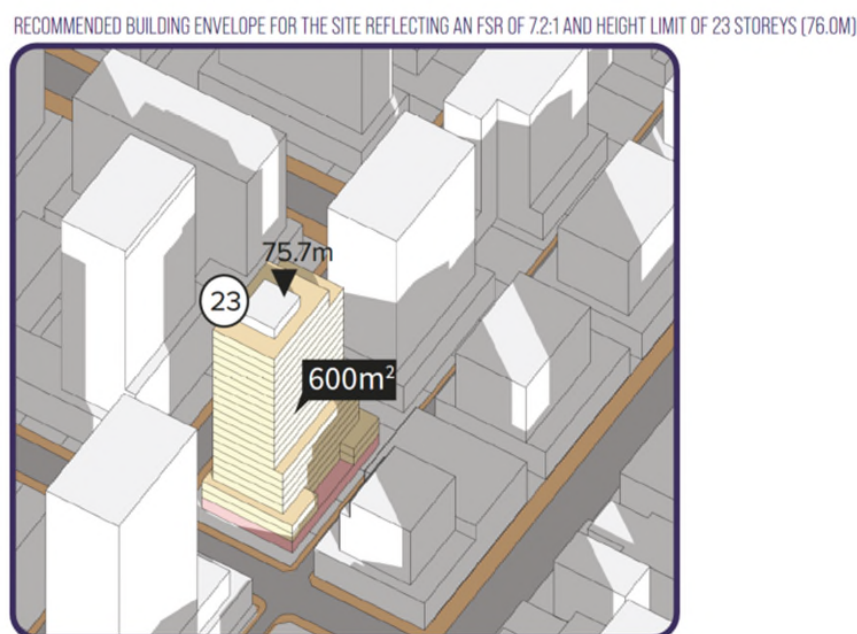 RECOMMENDED BUILDING ENVELOPE FOR THE SITE REFLECTING AN FSR OF 7.2:1 AND HEIGHT LIMIT OF 23 STOREYS (76.0M)
75.7m
23
600m²